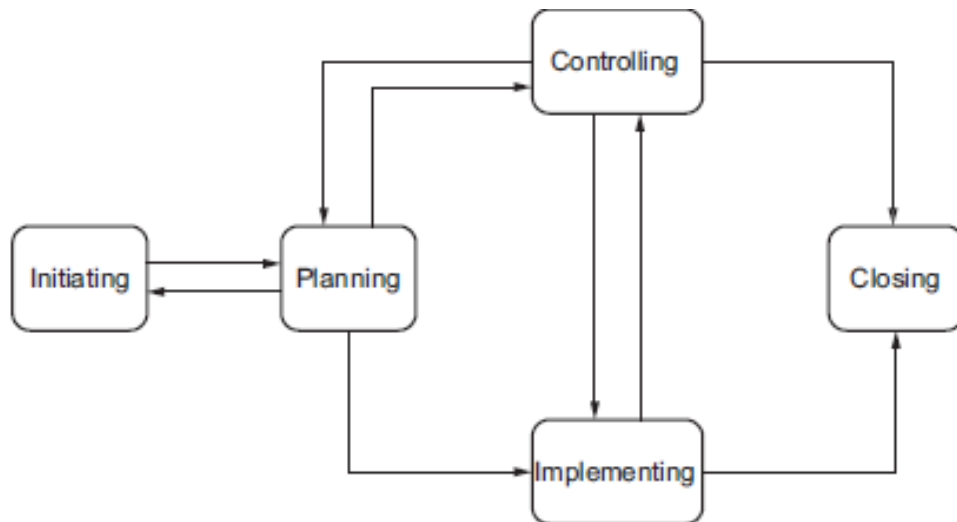 Controlling
Initiating
Planning
Closing
Implementing